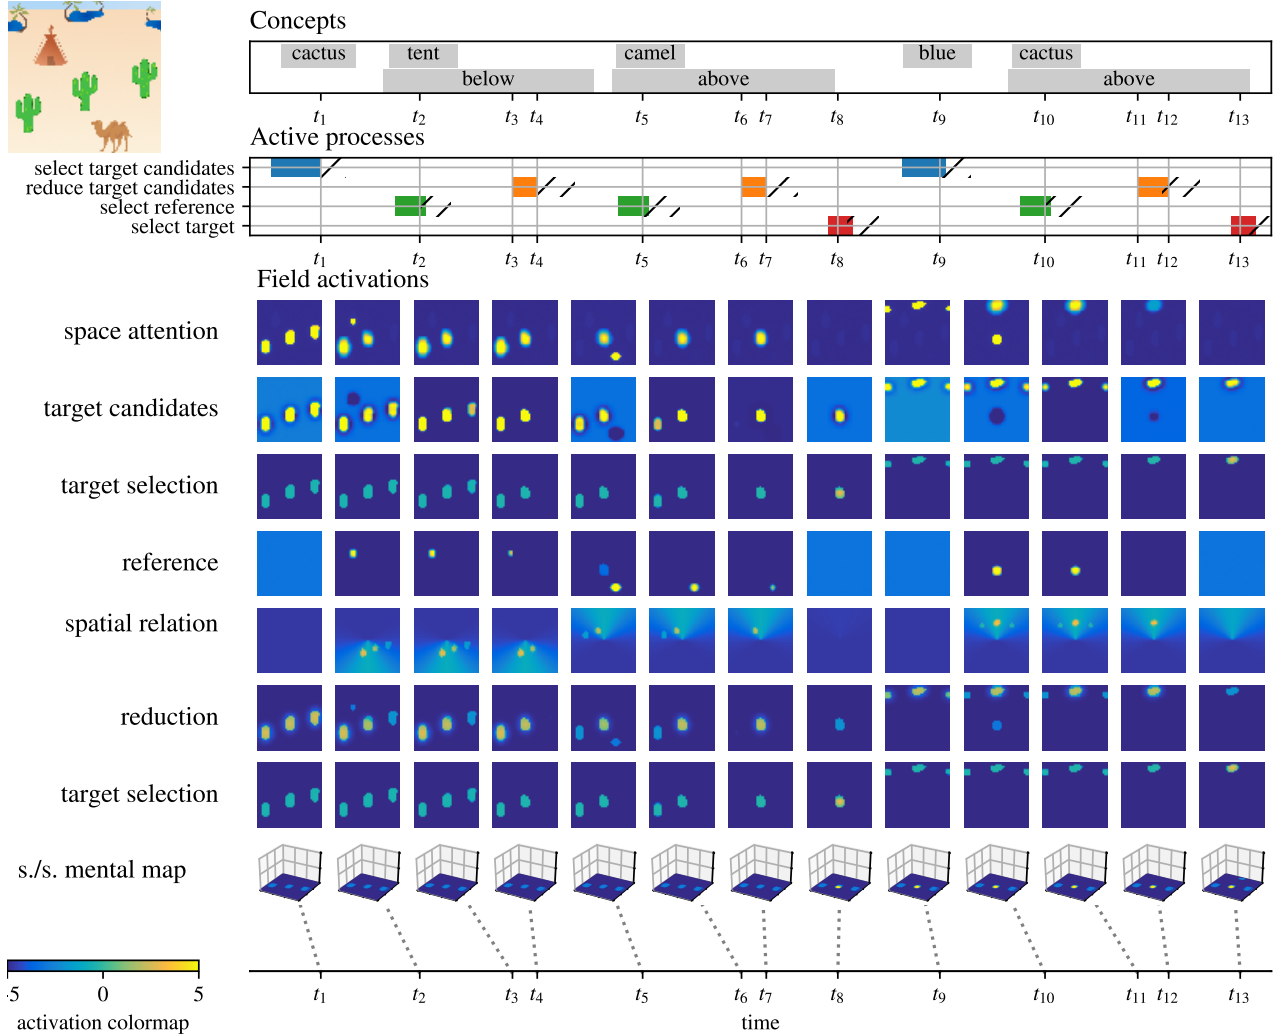 Concepts
cactus tent camel blue cactus
below above above
t1 t2 t3 t4 t5 t6 t7 t8 t9 t10 t11 t12 t13
Active processes
select target candidates
reduce target candidates
select reference
select target
t1 t2 t3 t4 t5 t6 t7 t8 t9 t10 t11 t12 t13
Field activations
space attention
target candidates
target selection
reference
spatial relation
reduction
target selection
s./s. mental map
-5 0 5
t1 t2 t3 t4 t5 t6 t7 t8 t9 t10 t11 t12 t13
activation colormap
time